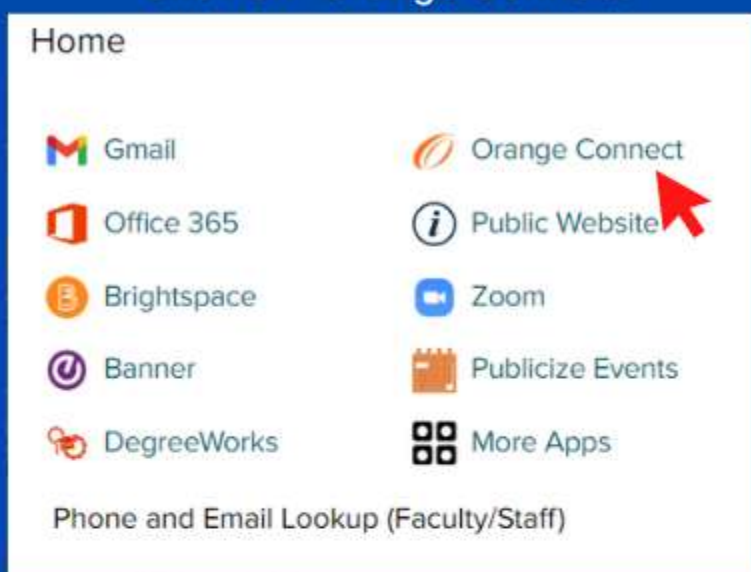 Home
Gmail
Orange Connect
Office 365
Public Website
Brightspace
Zoom
Banner
Publicize Events
DegreeWorks
More Apps
Phone and Email Lookup (Faculty/Staff)